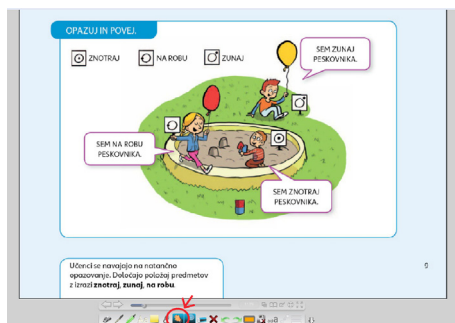 OPAZUJ IN POVEJ.
ZNOTRAJ
NA ROBU
ZUNAJ
SEM ZUNAJ
PESKOVNIKA.
SEM NA ROBU
PESKOVNIKA.
SEM ZNOTRAJ
PESKOVNIKA.
Učenci se navajajo na natančno
opazovanje. Določajo položaj predmetov
z izrazi znotraj, zunaj, na robu.
9